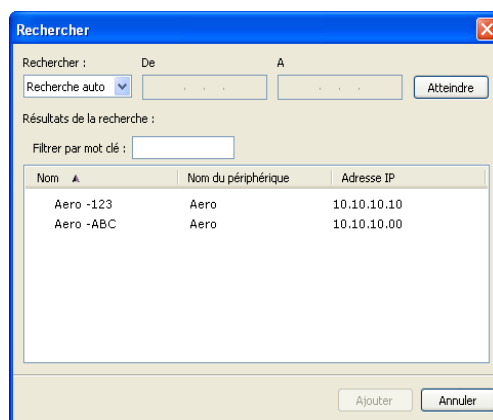 Rechercher
Rechercher : De A
Recherche auto . . . . . . Atteindre
Résultats de la recherche :
Filtrer par mot clé :
Nom Nom du périphérique Adresse IP
Aero -123 Aero 10.10.10.10
Aero -ABC Aero 10.10.10.00
Ajouter Annuler